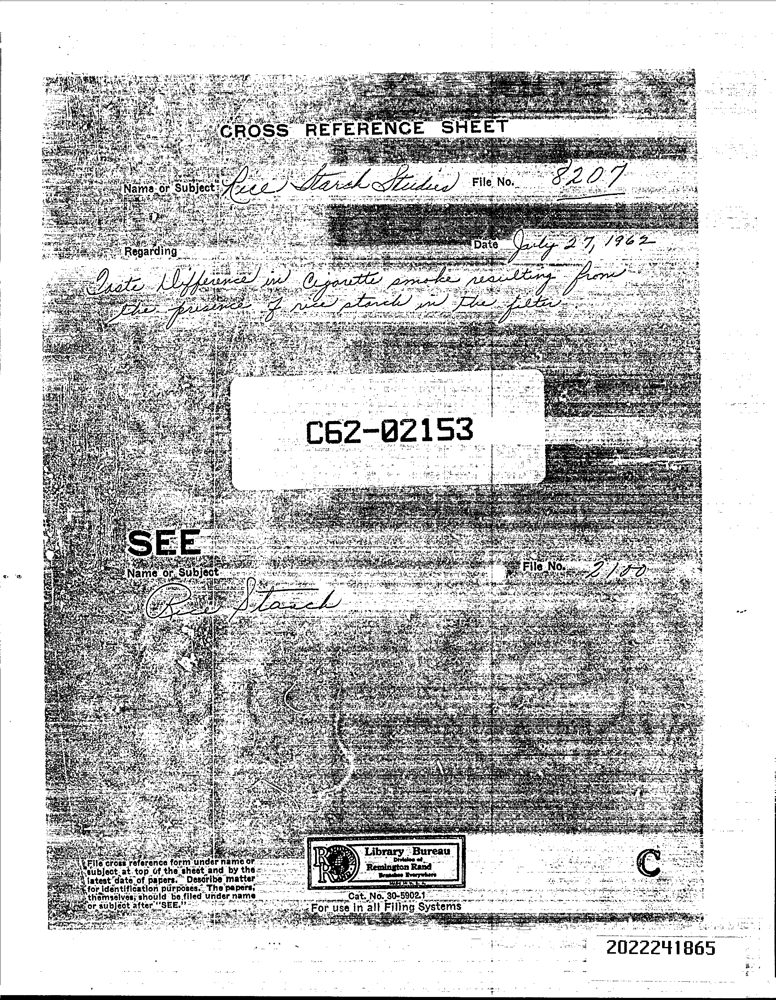 CROSS REFERENCE SHEET
Name or Subject Rice Starch Studies File No. 8207
Regarding Date July 27, 1962
Taste Difference in Cigarette smoke resulting from
the presence of rice starch in the filter
C62-02153
SEE
Name or Subject File No. 2100
Rice Starch
File cross reference form under name or
subject at top of the sheet and by the
latest date of papers. Describe matter
for identification purposes. The papers,
themselves, should be filed under name
or subject after "SEE."
Library Bureau
Division of
Remington Rand
Branches Everywhere
Cat. No. 30-5902.1
For use in all Filing Systems
C
2022241865